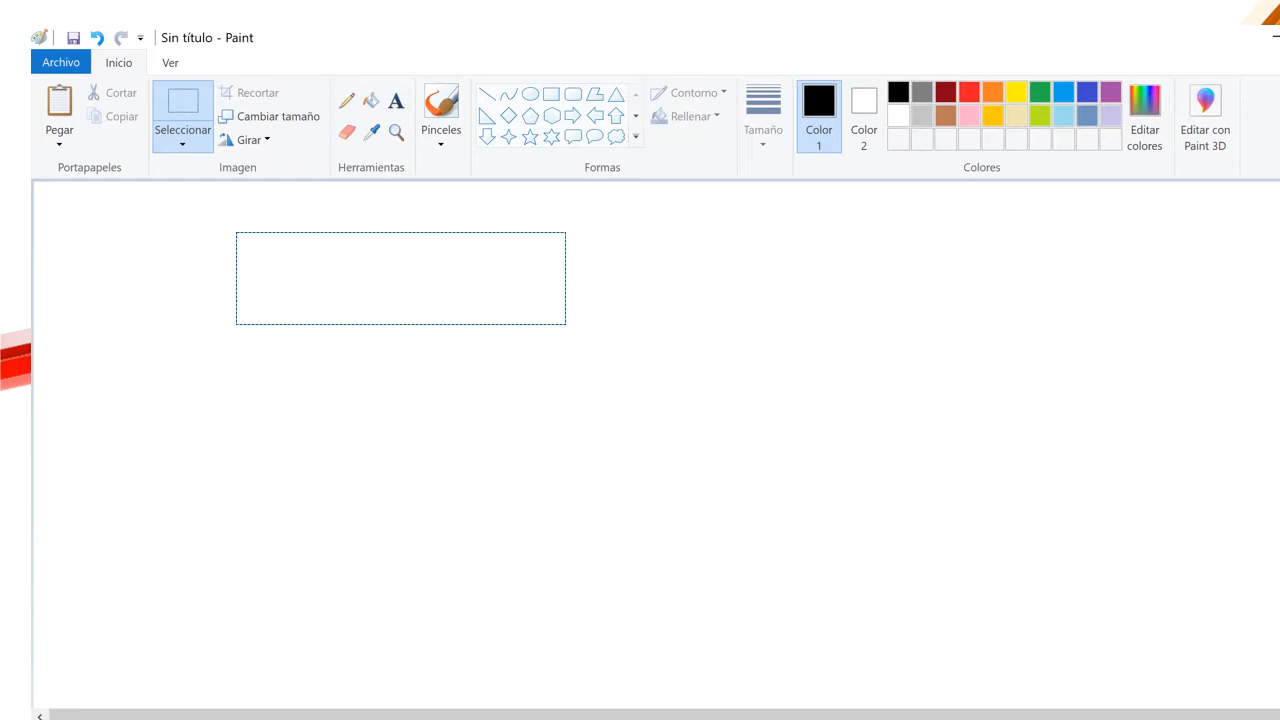 Sin título - Paint
Archivo Inicio Ver
Pegar
Cortar
Copiar
Portapapeles
Seleccionar
Recortar
Cambiar tamaño
Girar
Imagen
A
Herramientas
Pinceles
Formas
Contorno
Rellenar
Tamaño
Color
1
Color
2
Colores
Editar
colores
Editar con
Paint 3D